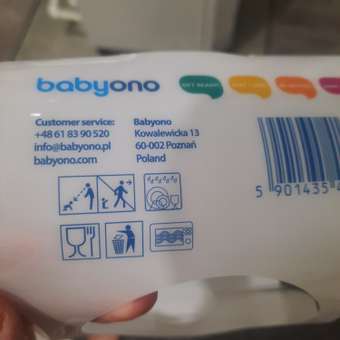 babyono
Customer service:
+48 61 83 90 520
info@babyono.pl
babyono.com
Babyono
Kowalewicka 13
60-002 Poznań
Poland
5 901435